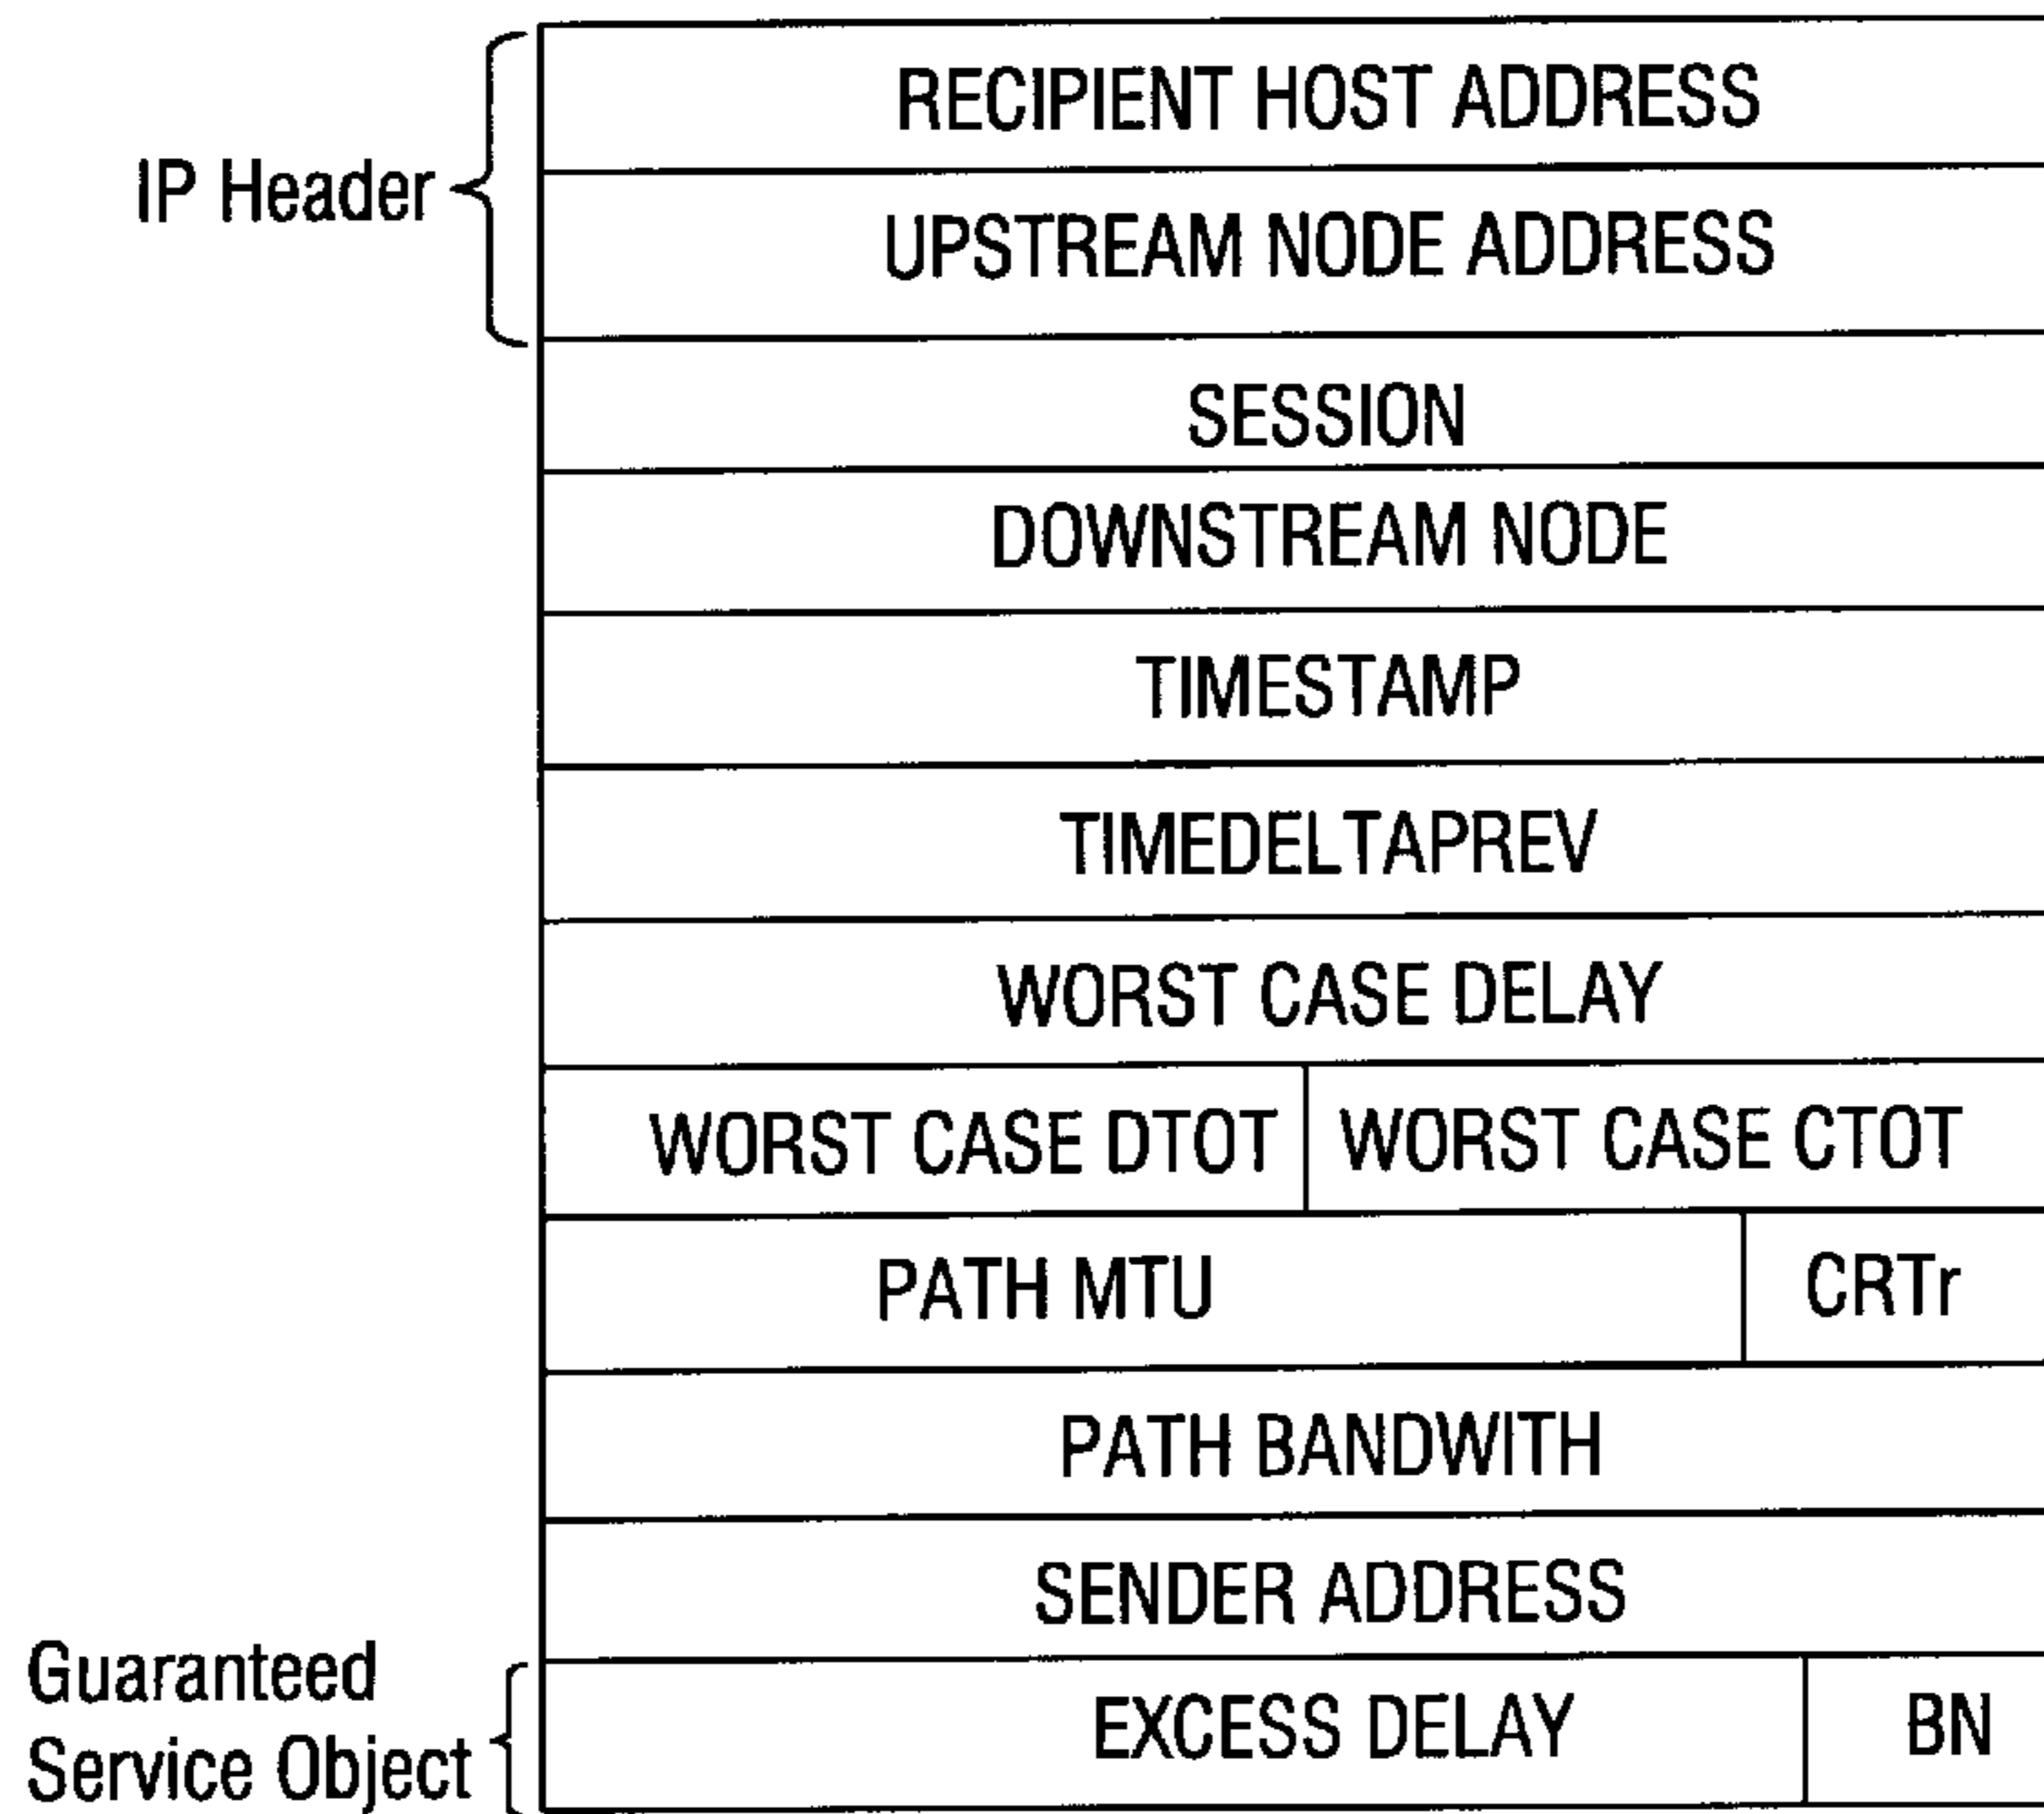 RECIPIENT HOST ADDRESS
IP Header
UPSTREAM NODE ADDRESS
SESSION
DOWNSTREAM NODE
TIMESTAMP
TIMEDELTAPREV
WORST CASE DELAY
WORST CASE DTOT WORST CASE CTOT
PATH MTU CRTr
PATH BANDWITH
SENDER ADDRESS
Guaranteed
Service Object
EXCESS DELAY BN